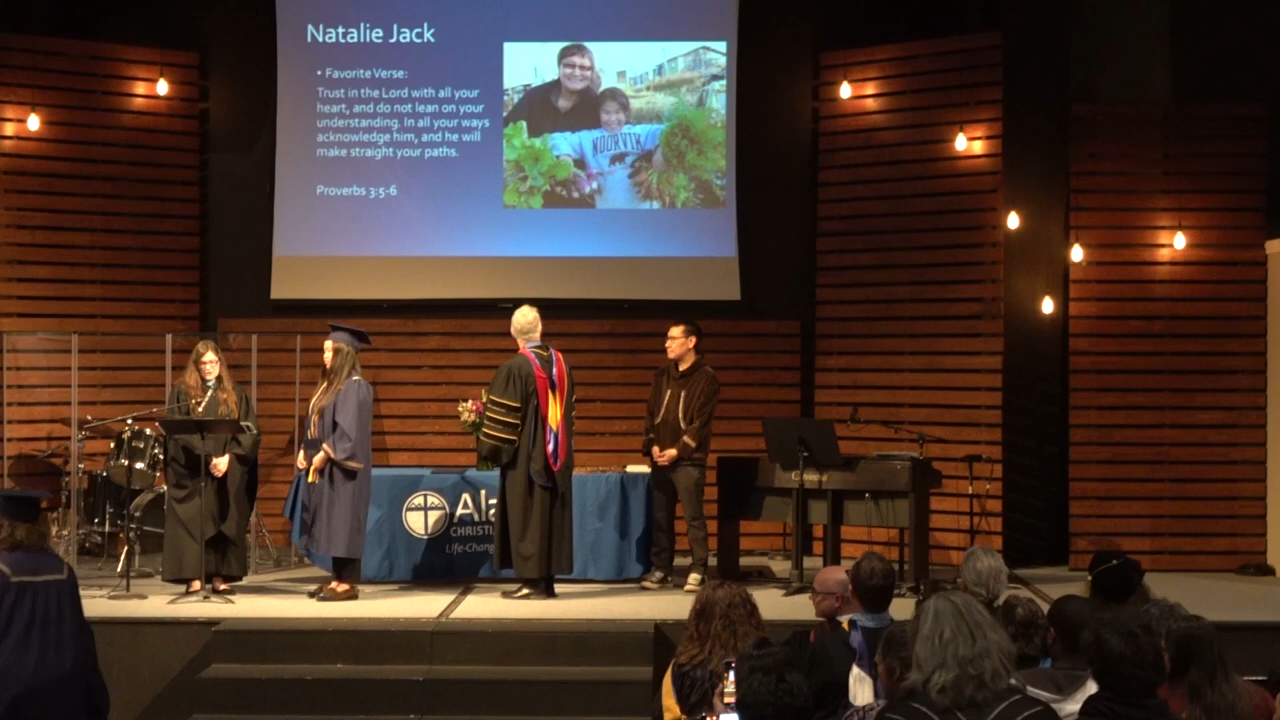 Natalie Jack
• Favorite Verse:
Trust in the Lord with all your
heart, and do not lean on your
understanding. In all your ways
acknowledge him, and he will
make straight your paths.
Proverbs 3:5-6
NOORVIK
Ala
CHRISTIA
Life-Chang